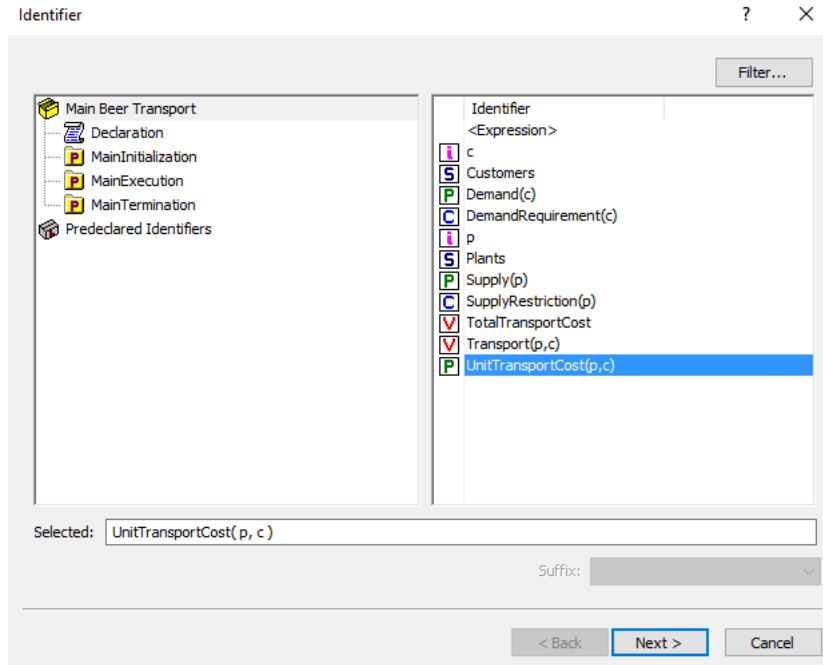 Identifier
?
Filter...
Main Beer Transport
Declaration
P MainInitialization
P MainExecution
P MainTermination
Predeclared Identifiers
Identifier
<Expression>
i c
S Customers
P Demand(c)
C DemandRequirement(c)
i p
S Plants
P Supply(p)
C SupplyRestriction(p)
V TotalTransportCost
V Transport(p,c)
P UnitTransportCost(p,c)
Selected: UnitTransportCost( p, c )
Suffix:
< Back Next > Cancel